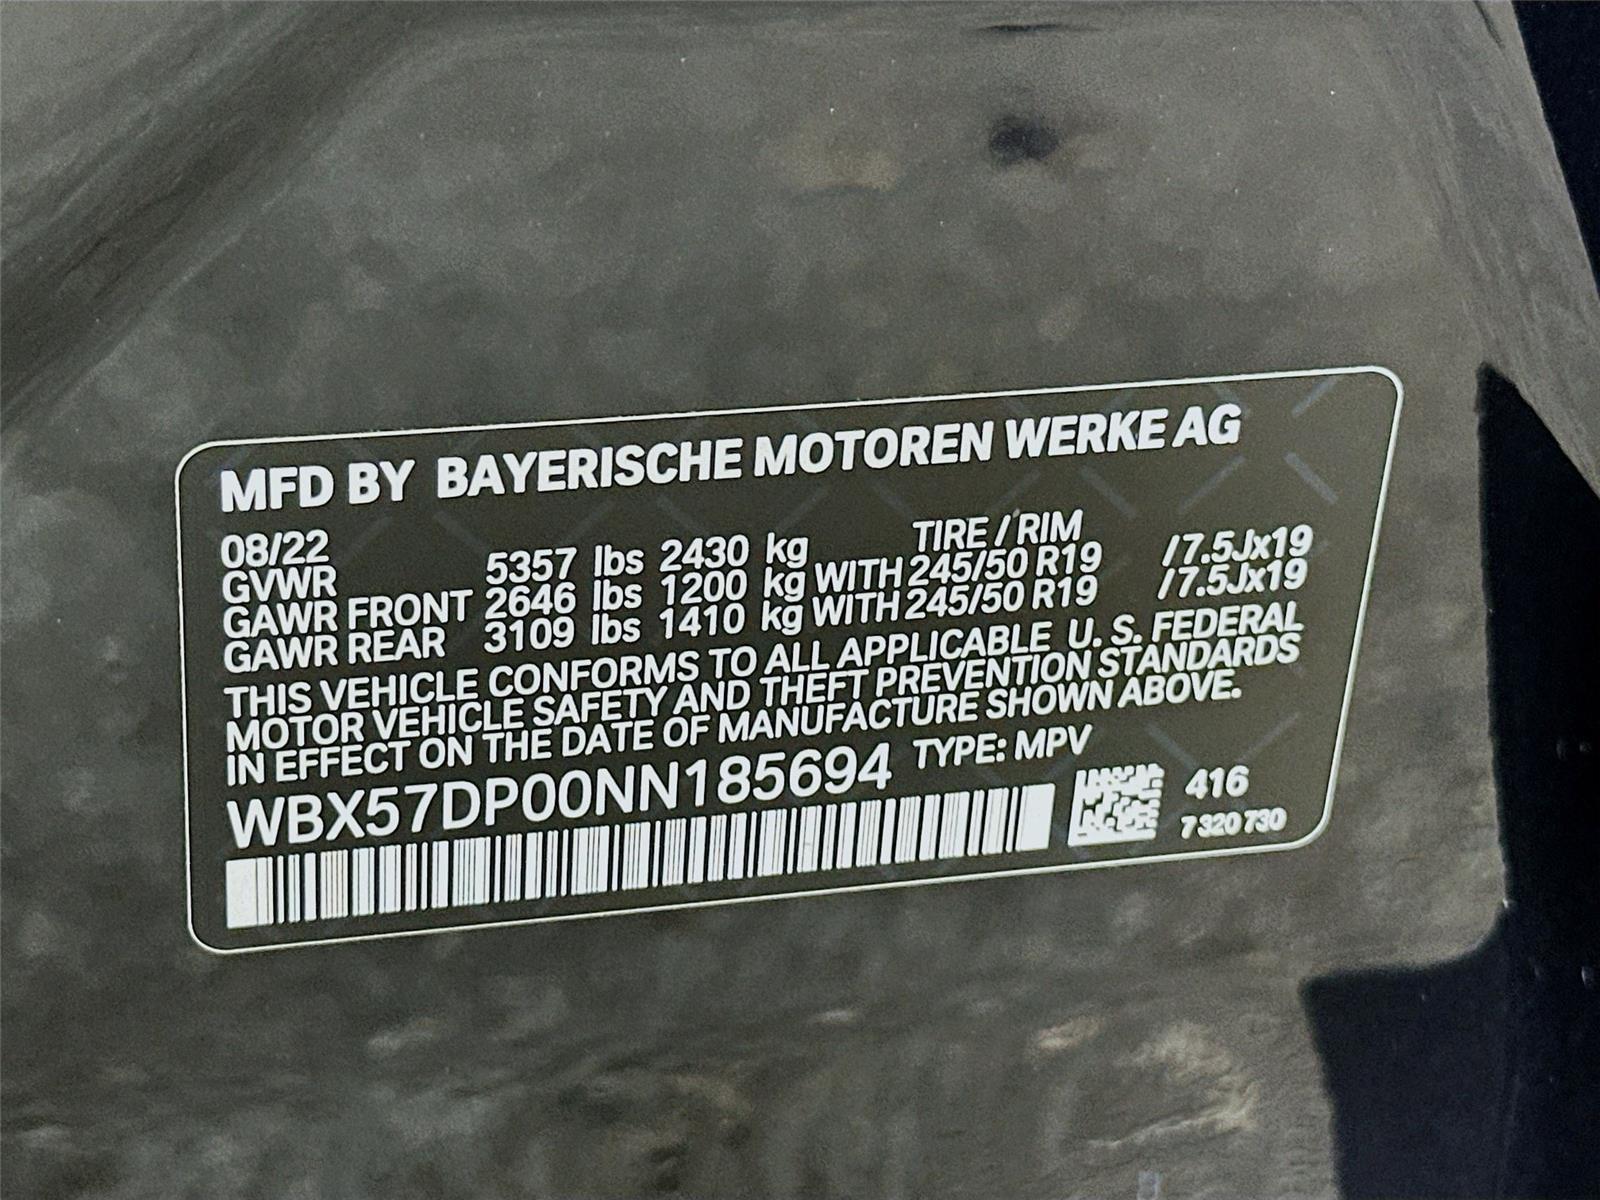 MFD BY BAYERISCHE MOTOREN WERKE AG
08/22 TIRE / RIM
GVWR 5357 lbs 2430 kg
GAWR FRONT 2646 lbs 1200 kg WITH 245/50 R19 /7.5Jx19
GAWR REAR 3109 lbs 1410 kg WITH 245/50 R19 /7.5Jx19
THIS VEHICLE CONFORMS TO ALL APPLICABLE U. S. FEDERAL
MOTOR VEHICLE SAFETY AND THEFT PREVENTION STANDARDS
IN EFFECT ON THE DATE OF MANUFACTURE SHOWN ABOVE.
WBX57DP00NN185694 TYPE: MPV
416
7 320 730